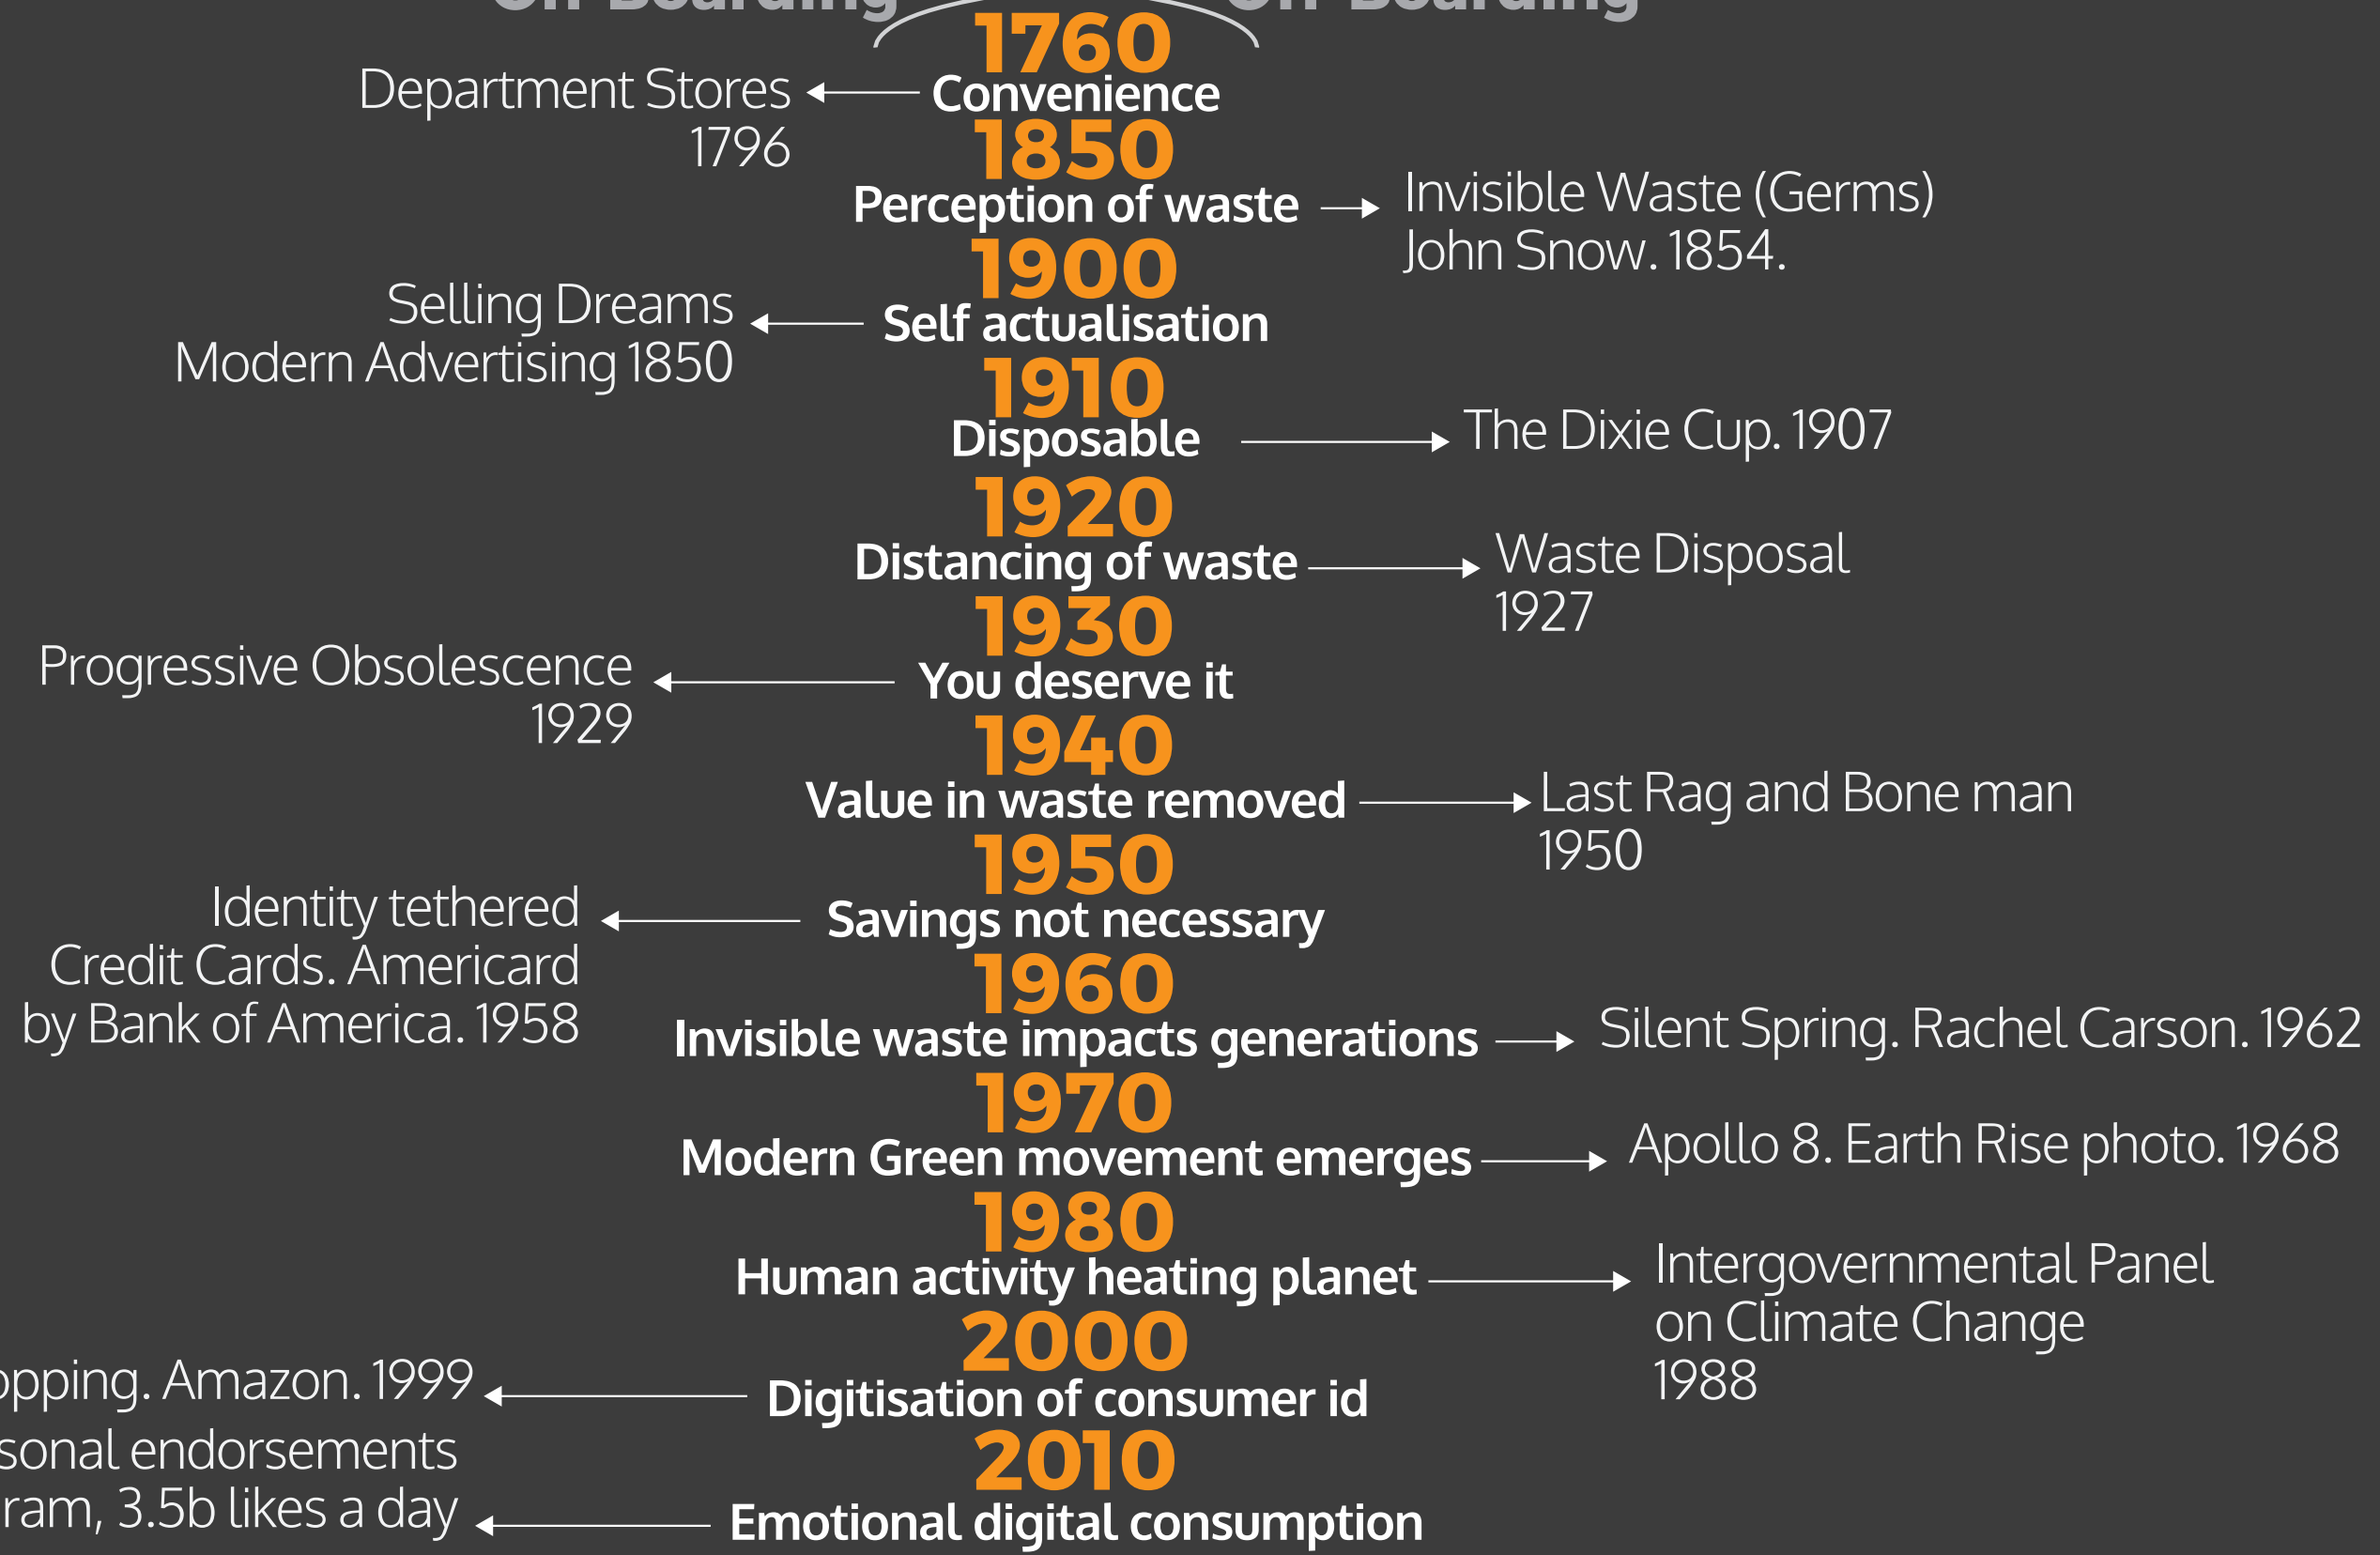 1760
Department Stores
1796
Convenience
1850
Perception of waste
Invisible Waste (Germs)
John Snow. 1854.
1900
Selling Dreams
Modern Advertising 1850
Self actualisation
1910
Disposable
The Dixie Cup. 1907
1920
Distancing of waste
Waste Disposal
1927
1930
Progressive Obsolescence
1929
You deserve it
1940
Value in waste removed
Last Rag and Bone man
1950
1950
Identity tethered
Credit Cards. Americard
by Bank of America. 1958
Savings not necessary
1960
Invisible waste impacts generations
Silent Spring. Rachel Carson. 1962
1970
Modern Green movement emerges
Apollo 8. Earth Rise photo. 1968
1980
Human activity heating planet
Intergovernmental Panel
on Climate Change
1988
2000
Amazon. 1999
Digitisation of consumer id
2010
endorsements
3.5b likes a day
Emotional digital consumption